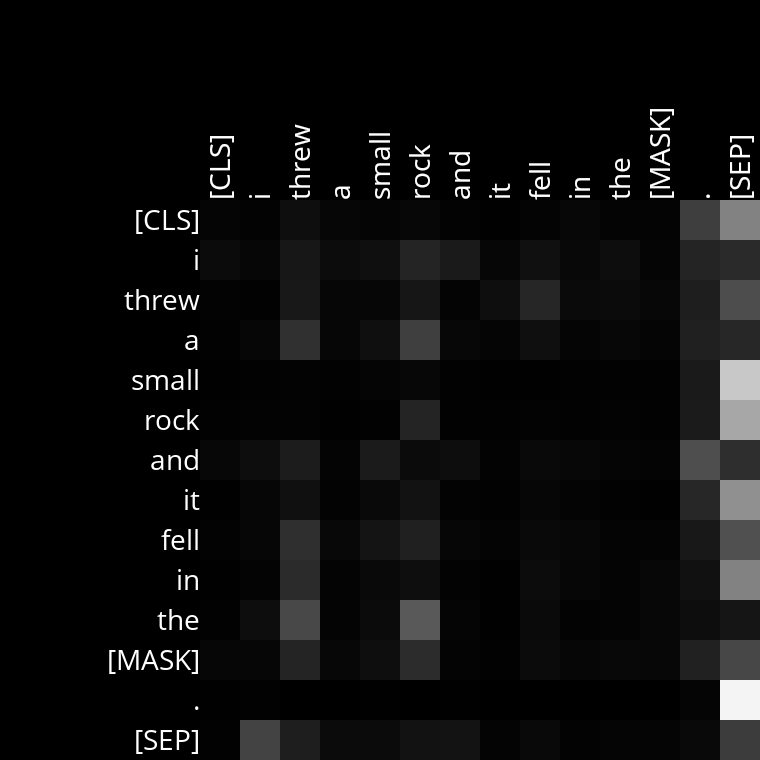 [CLS] i threw a small rock and it fell in the [MASK] . [SEP]
[CLS]
i
threw
a
small
rock
and
it
fell
in
the
[MASK]
.
[SEP]